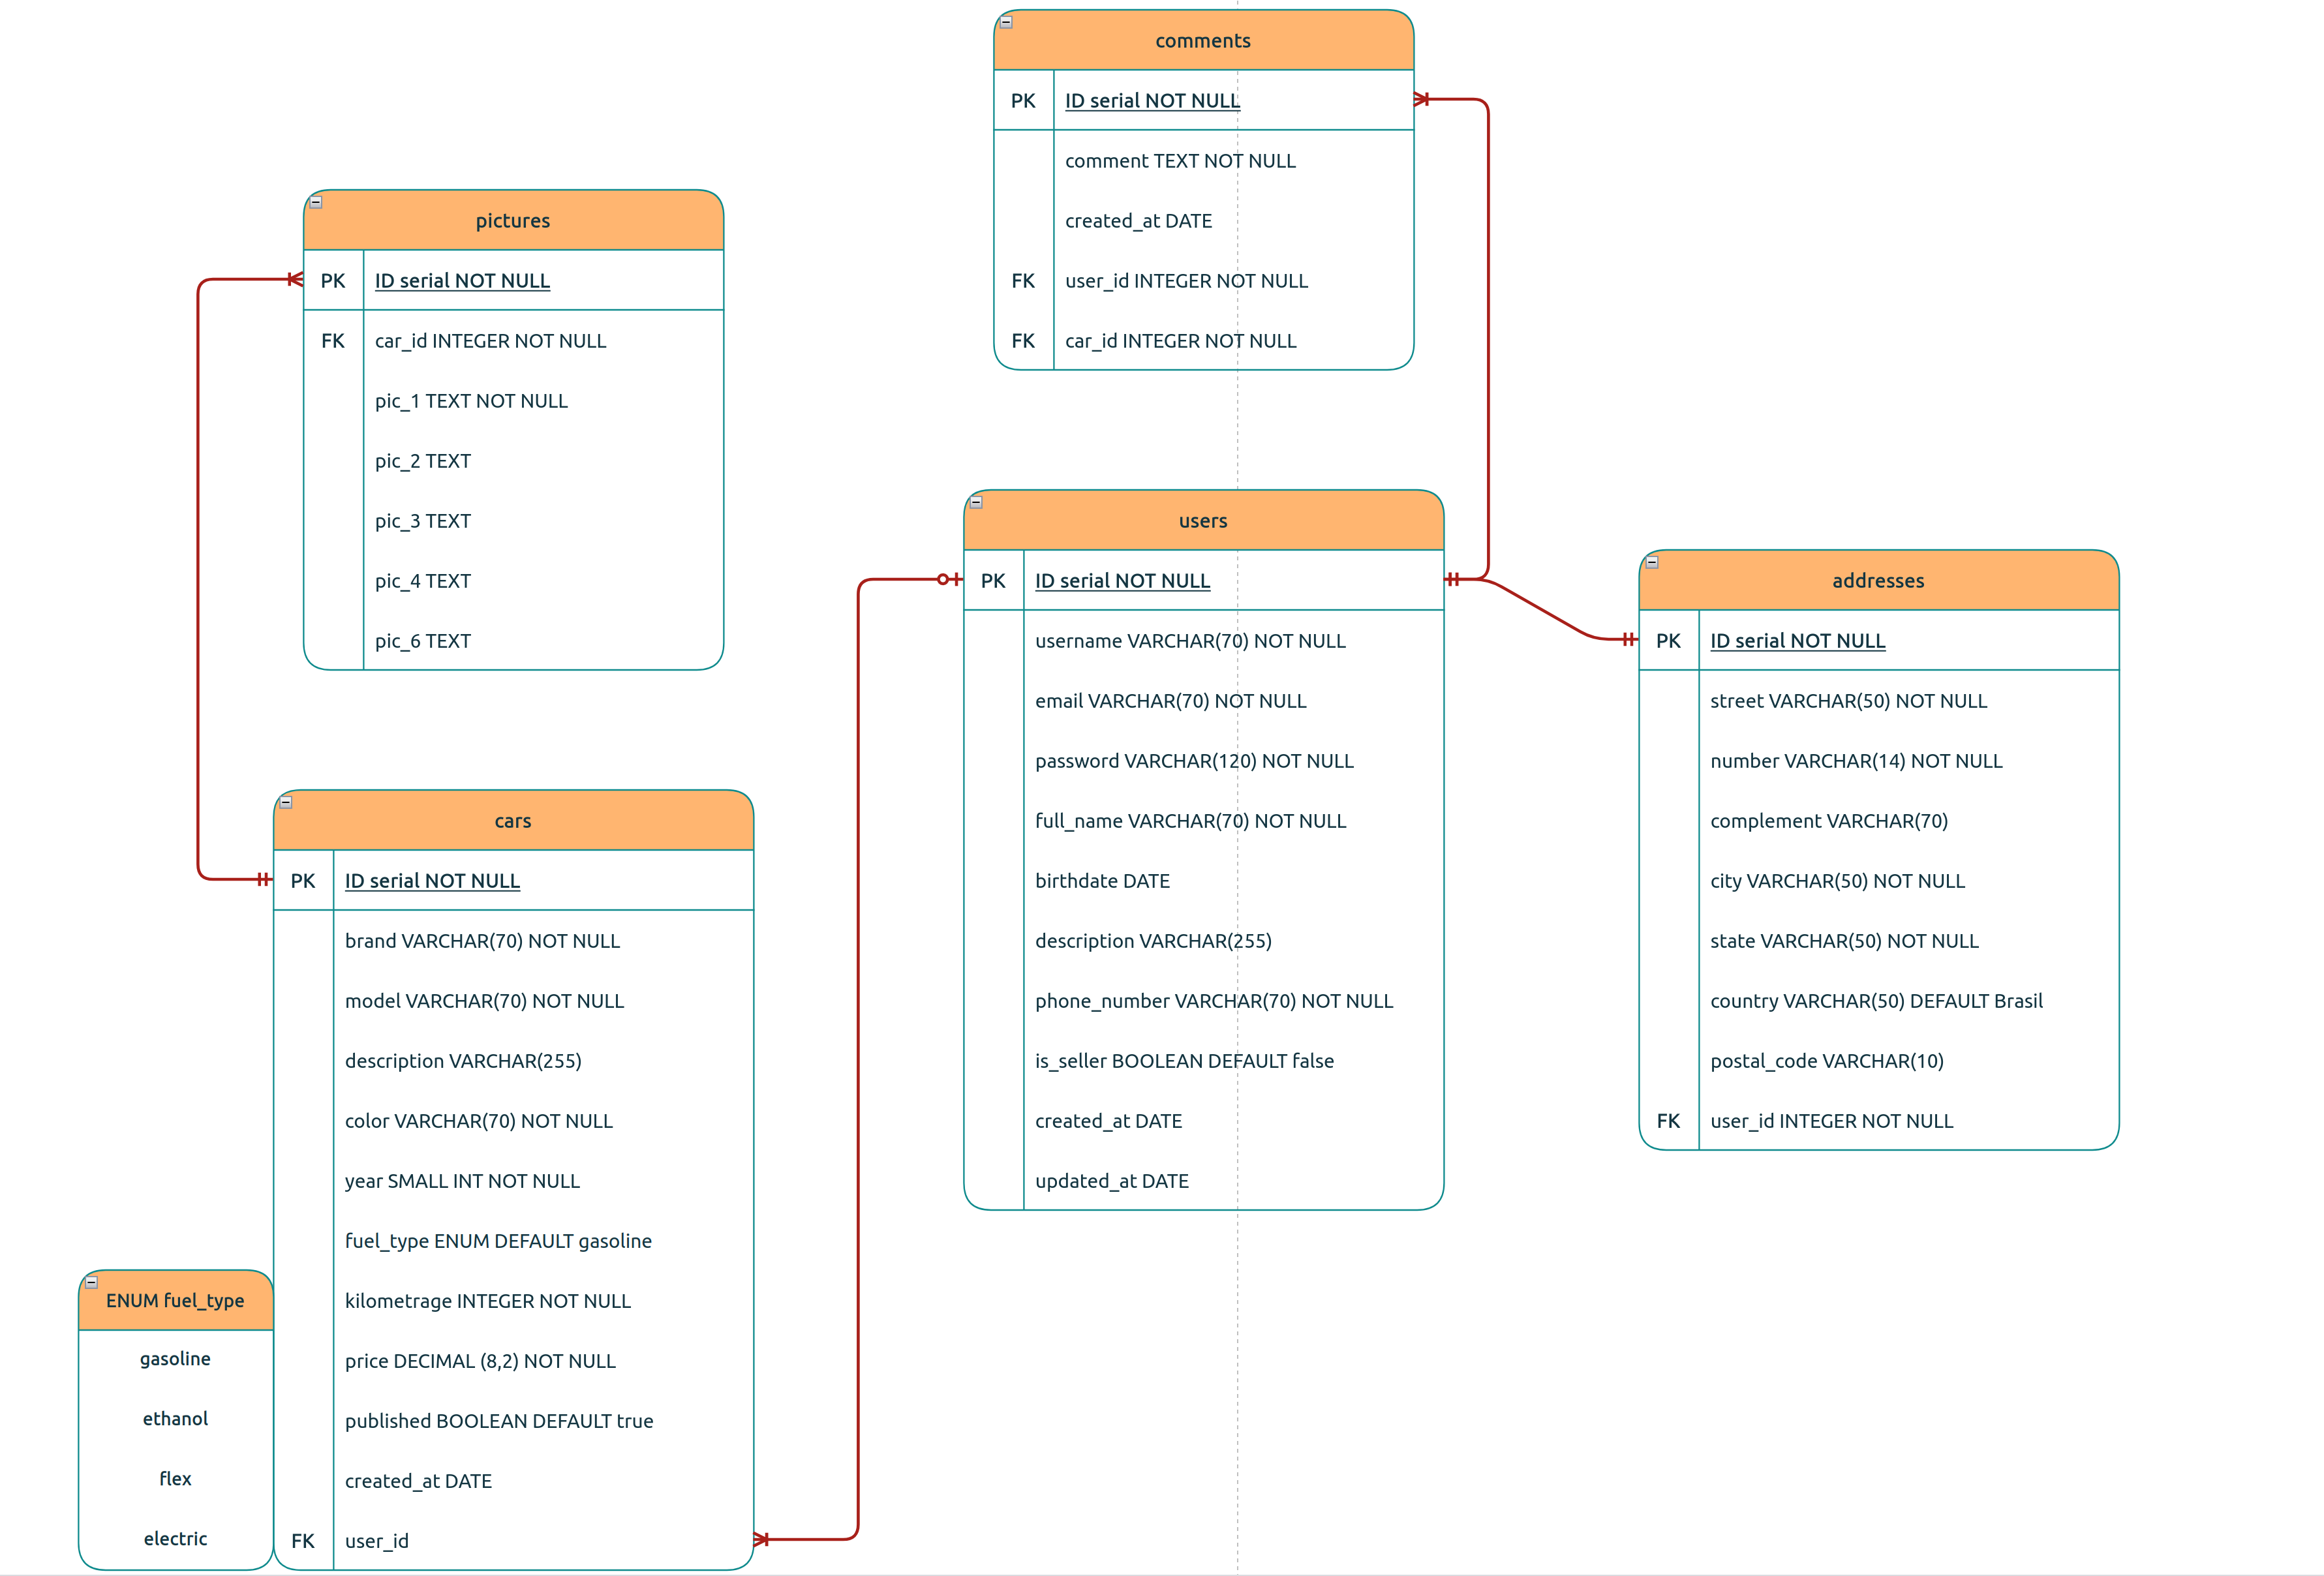 comments
PK ID serial NOT NULL
comment TEXT NOT NULL
created_at DATE
FK user_id INTEGER NOT NULL
FK car_id INTEGER NOT NULL
pictures
PK ID serial NOT NULL
FK car_id INTEGER NOT NULL
pic_1 TEXT NOT NULL
pic_2 TEXT
pic_3 TEXT
pic_4 TEXT
pic_6 TEXT
users
PK ID serial NOT NULL
username VARCHAR(70) NOT NULL
email VARCHAR(70) NOT NULL
password VARCHAR(120) NOT NULL
full_name VARCHAR(70) NOT NULL
birthdate DATE
description VARCHAR(255)
phone_number VARCHAR(70) NOT NULL
is_seller BOOLEAN DEFAULT false
created_at DATE
updated_at DATE
addresses
PK ID serial NOT NULL
street VARCHAR(50) NOT NULL
number VARCHAR(14) NOT NULL
complement VARCHAR(70)
city VARCHAR(50) NOT NULL
state VARCHAR(50) NOT NULL
country VARCHAR(50) DEFAULT Brasil
postal_code VARCHAR(10)
FK user_id INTEGER NOT NULL
cars
PK ID serial NOT NULL
brand VARCHAR(70) NOT NULL
model VARCHAR(70) NOT NULL
description VARCHAR(255)
color VARCHAR(70) NOT NULL
year SMALL INT NOT NULL
fuel_type ENUM DEFAULT gasoline
kilometrage INTEGER NOT NULL
price DECIMAL (8,2) NOT NULL
published BOOLEAN DEFAULT true
created_at DATE
FK user_id
ENUM fuel_type
gasoline
ethanol
flex
electric